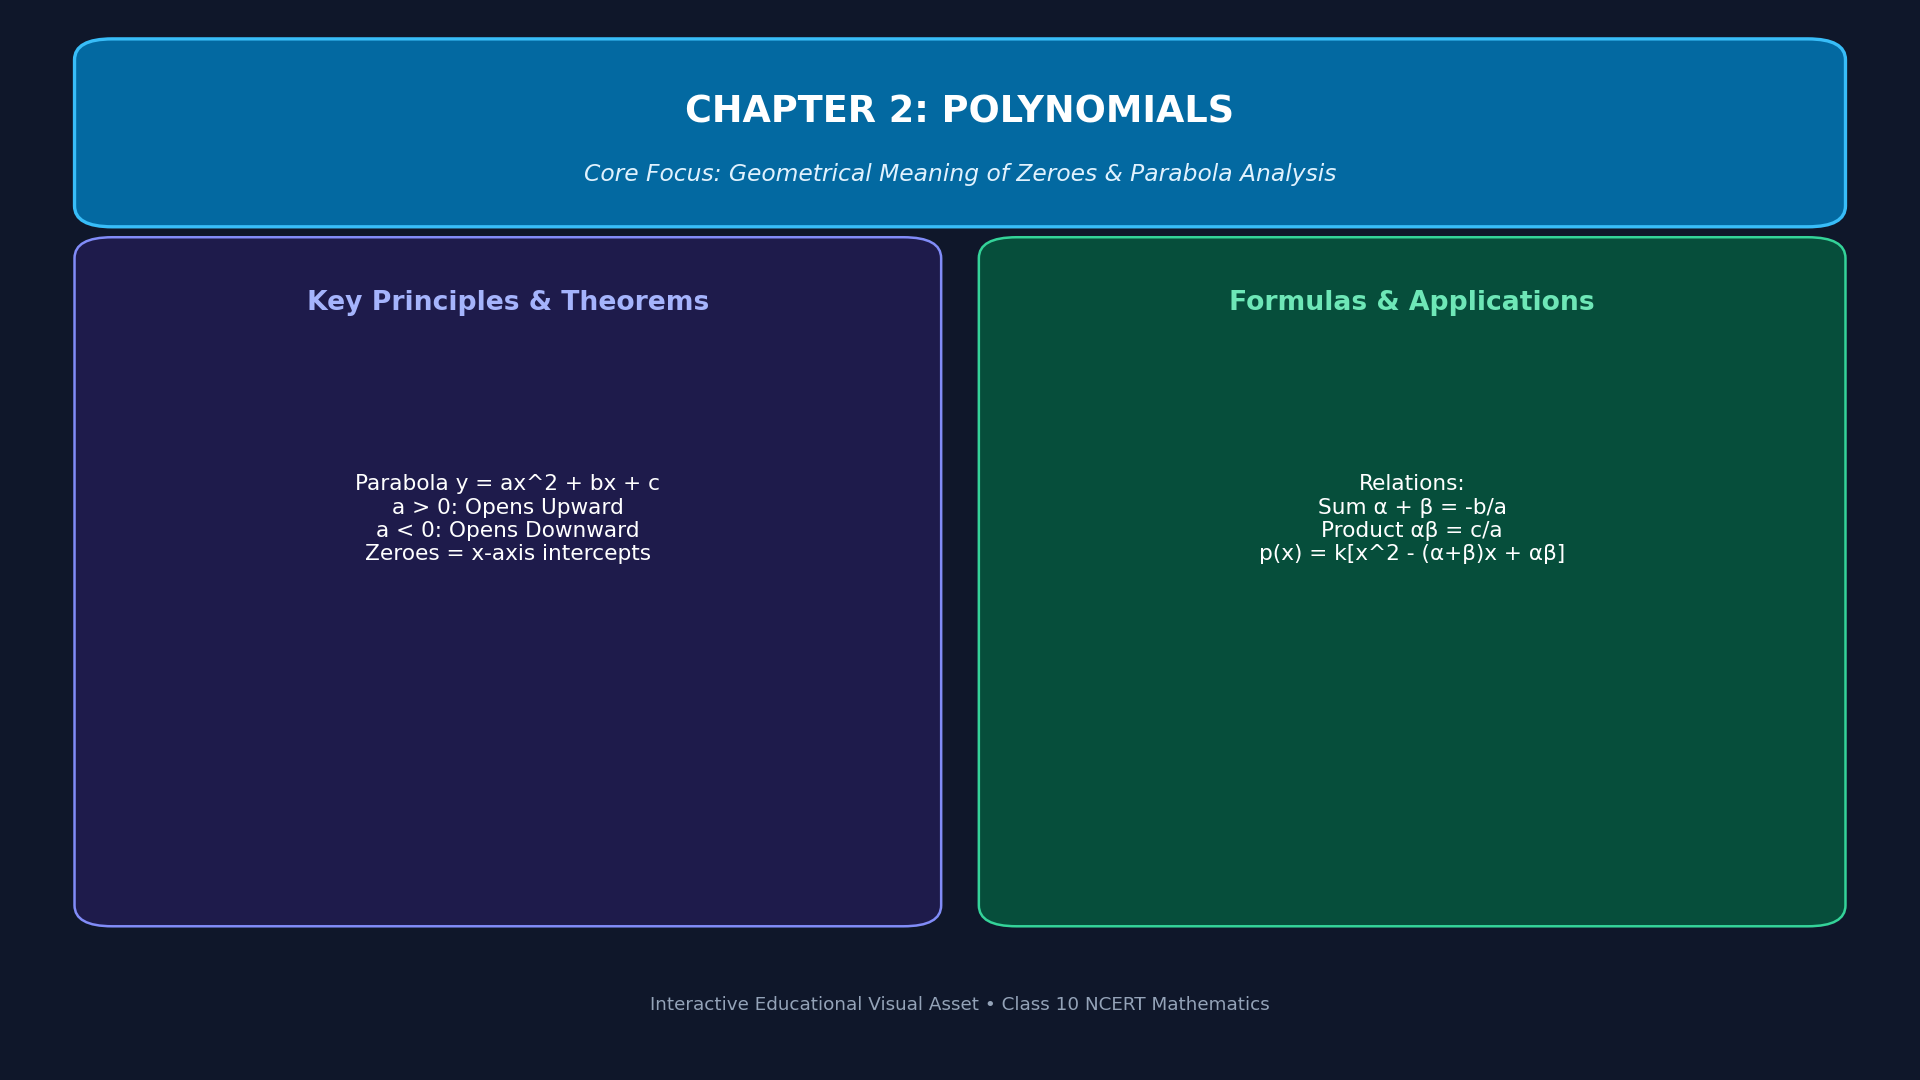 CHAPTER 2: POLYNOMIALS
Core Focus: Geometrical Meaning of Zeroes & Parabola Analysis
Key Principles & Theorems
Parabola y = ax^2 + bx + c
a > 0: Opens Upward
a < 0: Opens Downward
Zeroes = x-axis intercepts
Formulas & Applications
Relations:
Sum α + β = -b/a
Product αβ = c/a
p(x) = k[x^2 - (α+β)x + αβ]
Interactive Educational Visual Asset • Class 10 NCERT Mathematics